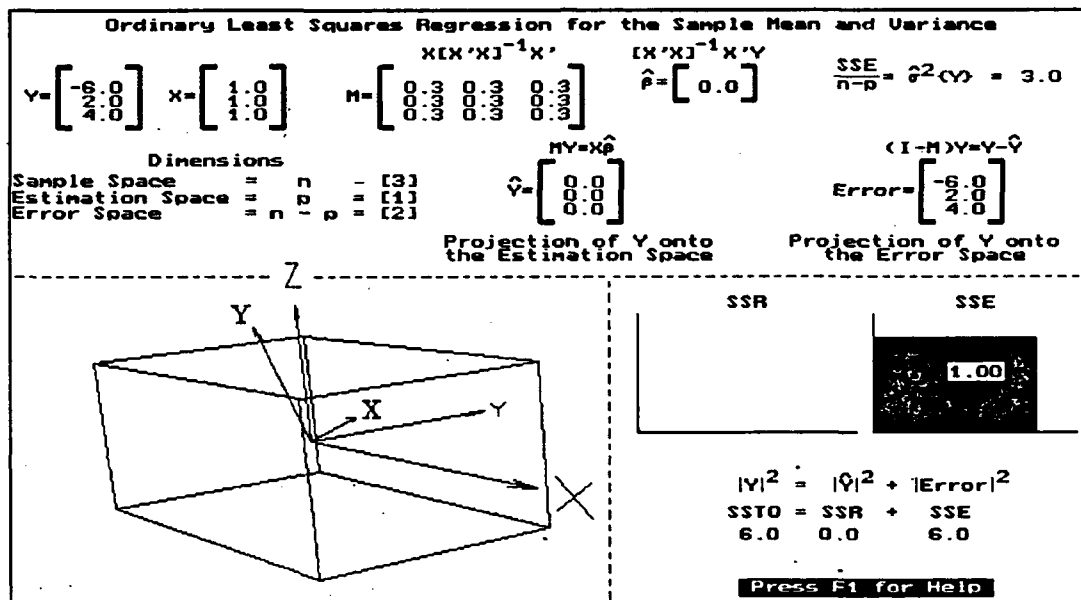 Ordinary Least Squares Regression for the Sample Mean and Variance
X[X'X]⁻¹X' [X'X]⁻¹X'Y
Y= [-6.0 2.0 4.0] X= [1.0 1.0 1.0] M= [0.3 0.3 0.3 0.3 0.3 0.3 0.3 0.3 0.3] β̂= [0.0] SSE/n-p = σ̂²{Y} = 3.0
Dimensions
Sample Space = n - [3]
Estimation Space = p = [1]
Error Space = n - p = [2]
MY=Xβ̂
Ŷ= [0.0 0.0 0.0]
Projection of Y onto
the Estimation Space
(I-M)Y=Y-Ŷ
Error= [-6.0 2.0 4.0]
Projection of Y onto
the Error Space
Z
Y
X
Y
X
SSR SSE
1.00
|Y|² = |Ŷ|² + |Error|²
SSTO = SSR + SSE
6.0 0.0 6.0
Press F1 for Help